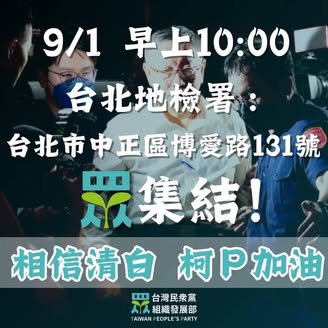 9/1 早上10:00
台北地檢署：
台北市中正區博愛路131號
眾集結!
相信清白 柯P加油
台灣民眾黨
組織發展部
TAIWAN PEOPLE'S PARTY